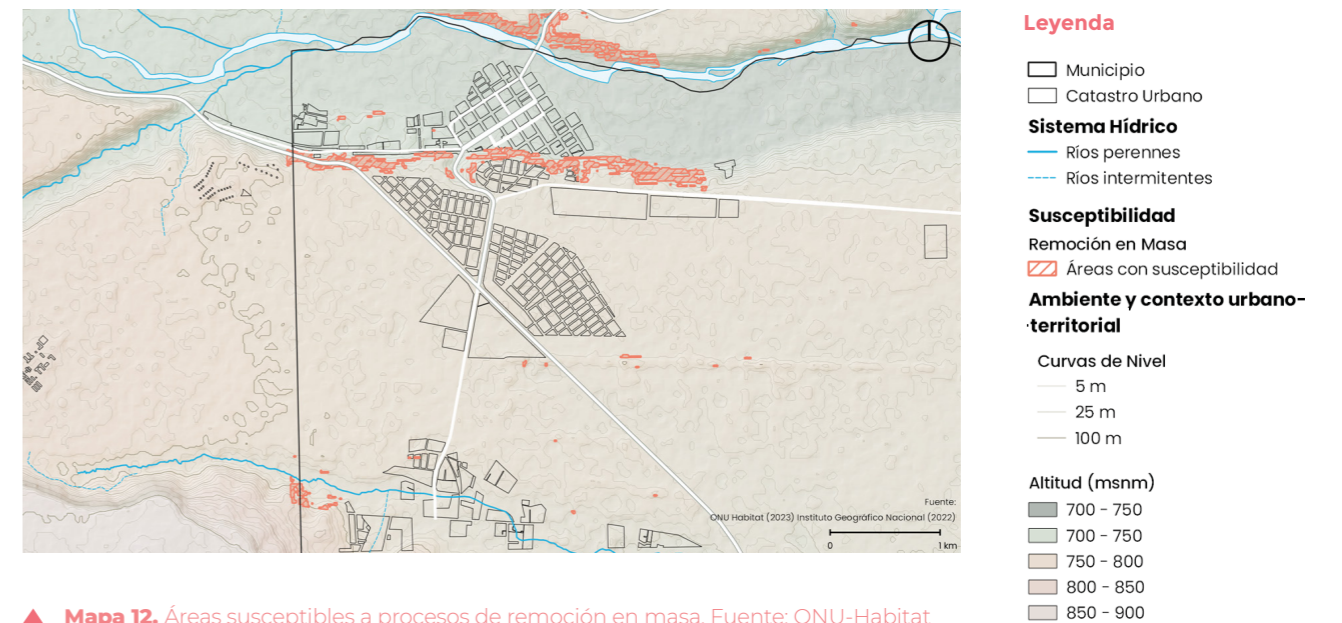 Leyenda
Municipio
Catastro Urbano
Sistema Hídrico
Ríos perennes
Ríos intermitentes
Susceptibilidad
Remoción en Masa
Áreas con susceptibilidad
Ambiente y contexto urbano-
-territorial
Curvas de Nivel
5 m
25 m
100 m
Altitud (msnm)
700 - 750
700 - 750
750 - 800
800 - 850
850 - 900
Fuente:
ONU Habitat (2023) Instituto Geográfico Nacional (2022)
0 1 km
Mapa 12. Áreas susceptibles a procesos de remoción en masa. Fuente: ONU-Habitat